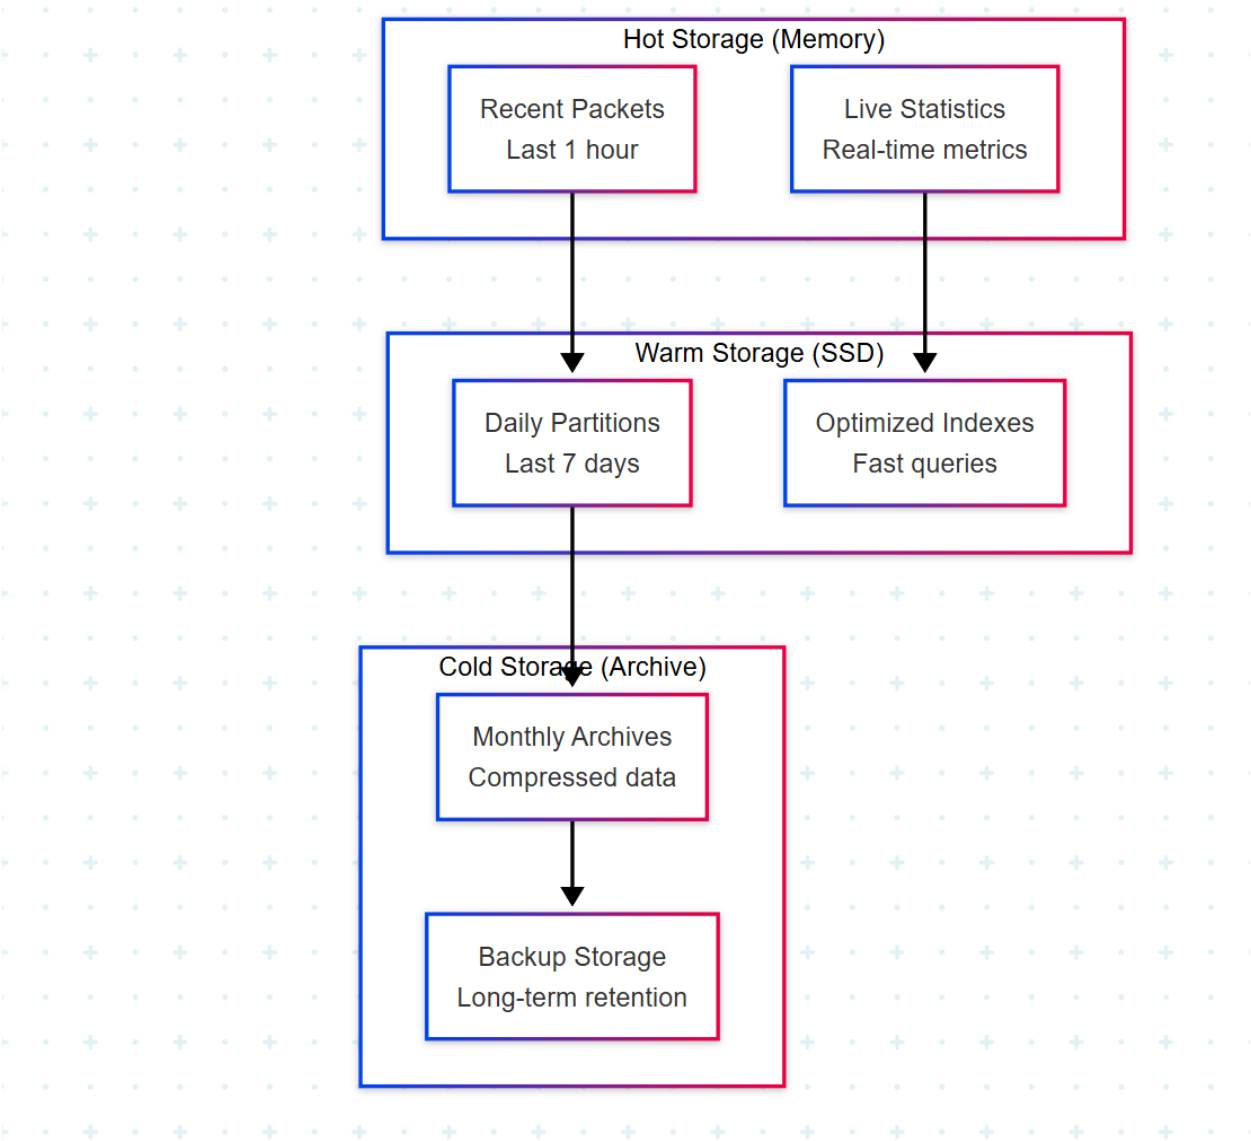 Hot Storage (Memory)
Recent Packets
Last 1 hour
Live Statistics
Real-time metrics
Warm Storage (SSD)
Daily Partitions
Last 7 days
Optimized Indexes
Fast queries
Cold Storage (Archive)
Monthly Archives
Compressed data
Backup Storage
Long-term retention